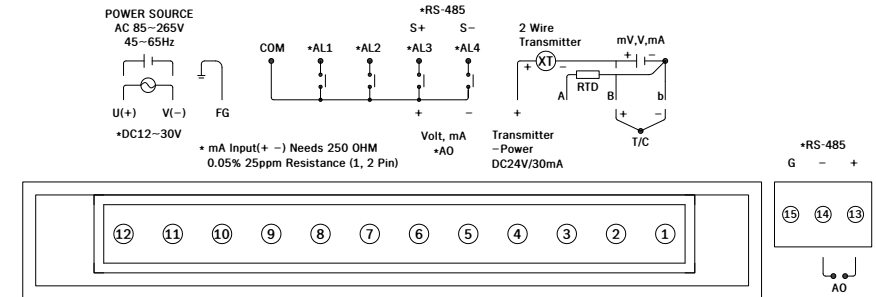 POWER SOURCE
AC 85~265V
45~65Hz
U(+) V(−) FG
*DC12~30V
*RS-485
S+ S−
COM *AL1 *AL2 *AL3 *AL4
+ −
Volt, mA
*AO
* mA Input(+ −) Needs 250 OHM
0.05% 25ppm Resistance (1, 2 Pin)
2 Wire
Transmitter
mV,V,mA
+ XT − + −
RTD
A B b
+ + −
T/C
Transmitter
−Power
DC24V/30mA
*RS-485
G − +
12 11 10 9 8 7 6 5 4 3 2 1
15 14 13
AO